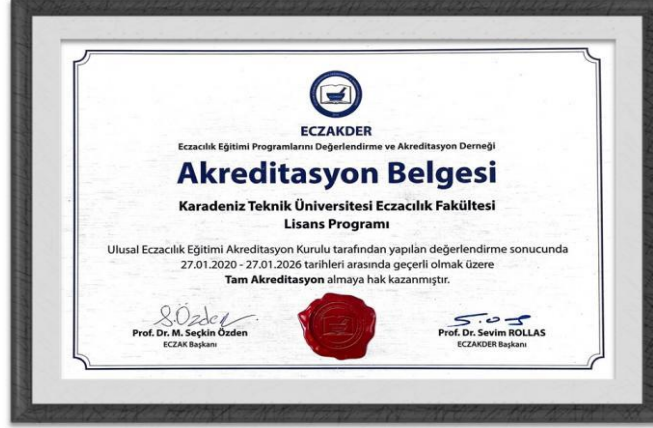 ECZAKDER
Eczacılık Eğitimi Programlarını Değerlendirme ve Akreditasyon Derneği
Akreditasyon Belgesi
Karadeniz Teknik Üniversitesi Eczacılık Fakültesi
Lisans Programı
Ulusal Eczacılık Eğitimi Akreditasyon Kurulu tarafından yapılan değerlendirme sonucunda
27.01.2020 - 27.01.2026 tarihleri arasında geçerli olmak üzere
Tam Akreditasyon almaya hak kazanmıştır.
S.Özden
Prof. Dr. M. Seçkin Özden
ECZAK Başkanı
Prof. Dr. Sevim ROLLAS
ECZAKDER Başkanı